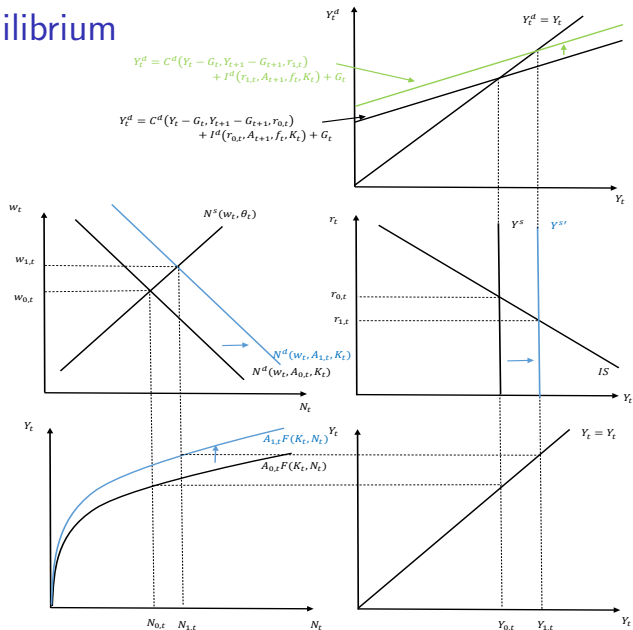 ilibrium
Y_t^d
Y_t^d = Y_t
Y_t^d = C^d(Y_t − G_t, Y_{t+1} − G_{t+1}, r_{1,t})
+ I^d(r_{1,t}, A_{t+1}, f_t, K_t) + G_t
Y_t^d = C^d(Y_t − G_t, Y_{t+1} − G_{t+1}, r_{0,t})
+ I^d(r_{0,t}, A_{t+1}, f_t, K_t) + G_t
Y_t
w_t
N^s(w_t, θ_t)
w_{1,t}
w_{0,t}
N^d(w_t, A_{1,t}, K_t)
N^d(w_t, A_{0,t}, K_t)
N_t
r_t
Y^s
Y^{s'}
r_{0,t}
r_{1,t}
IS
Y_t
Y_t
A_{1,t}F(K_t, N_t)
A_{0,t}F(K_t, N_t)
N_{0,t}
N_{1,t}
N_t
Y_t
Y_t = Y_t
Y_{0,t}
Y_{1,t}
Y_t